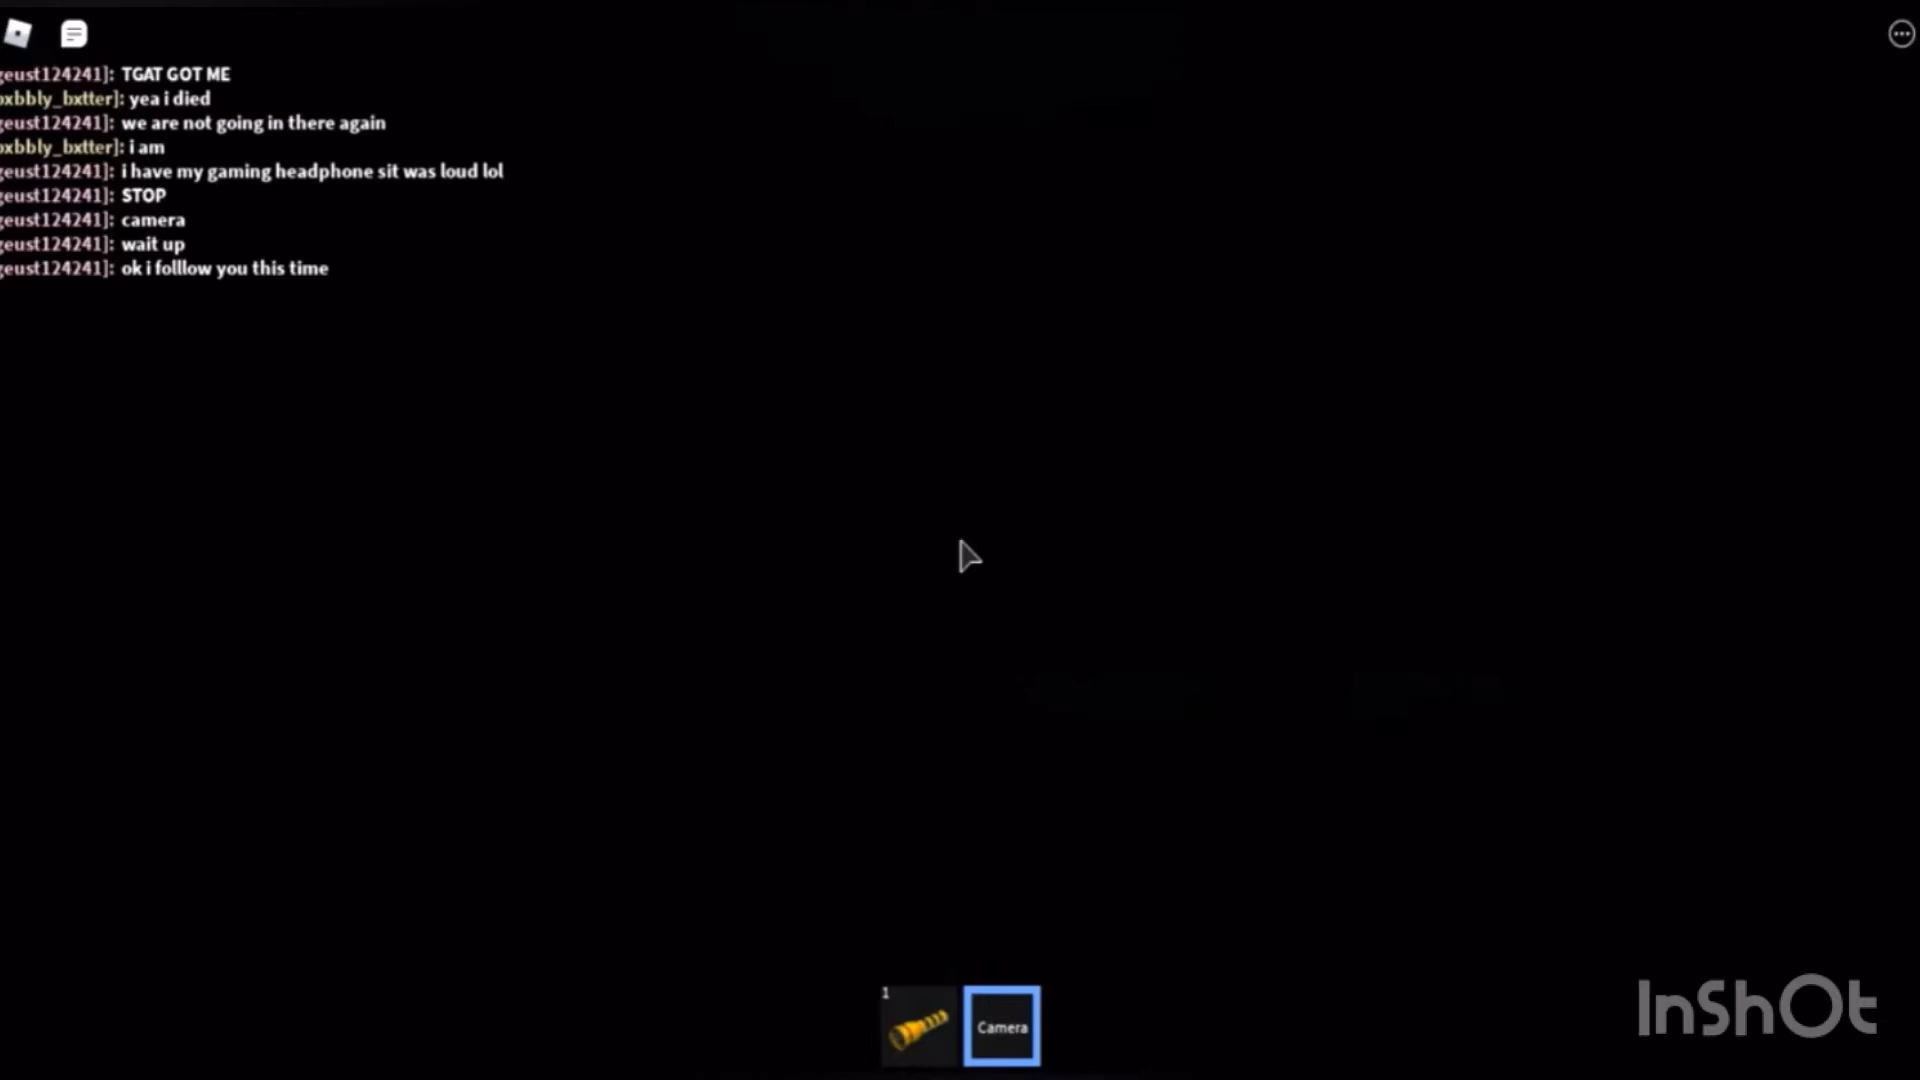 geust124241]: TGAT GOT ME
oxbbly_bxtter]: yea i died
geust124241]: we are not going in there again
oxbbly_bxtter]: i am
geust124241]: i have my gaming headphone sit was loud lol
geust124241]: STOP
geust124241]: camera
geust124241]: wait up
geust124241]: ok i folllow you this time
1
Camera
InShOt